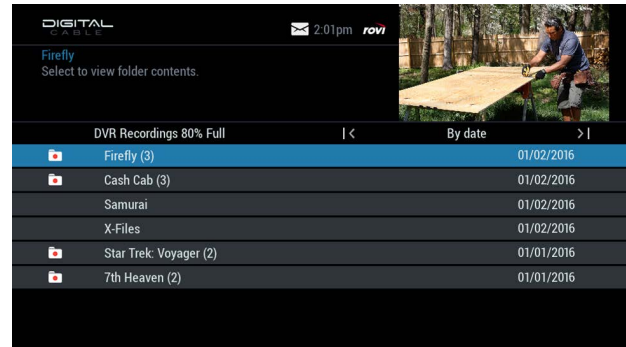 DIGITAL
CABLE
2:01pm rovi
Firefly
Select to view folder contents.
DVR Recordings 80% Full |< By date >|
Firefly (3) 01/02/2016
Cash Cab (3) 01/02/2016
Samurai 01/02/2016
X-Files 01/02/2016
Star Trek: Voyager (2) 01/01/2016
7th Heaven (2) 01/01/2016